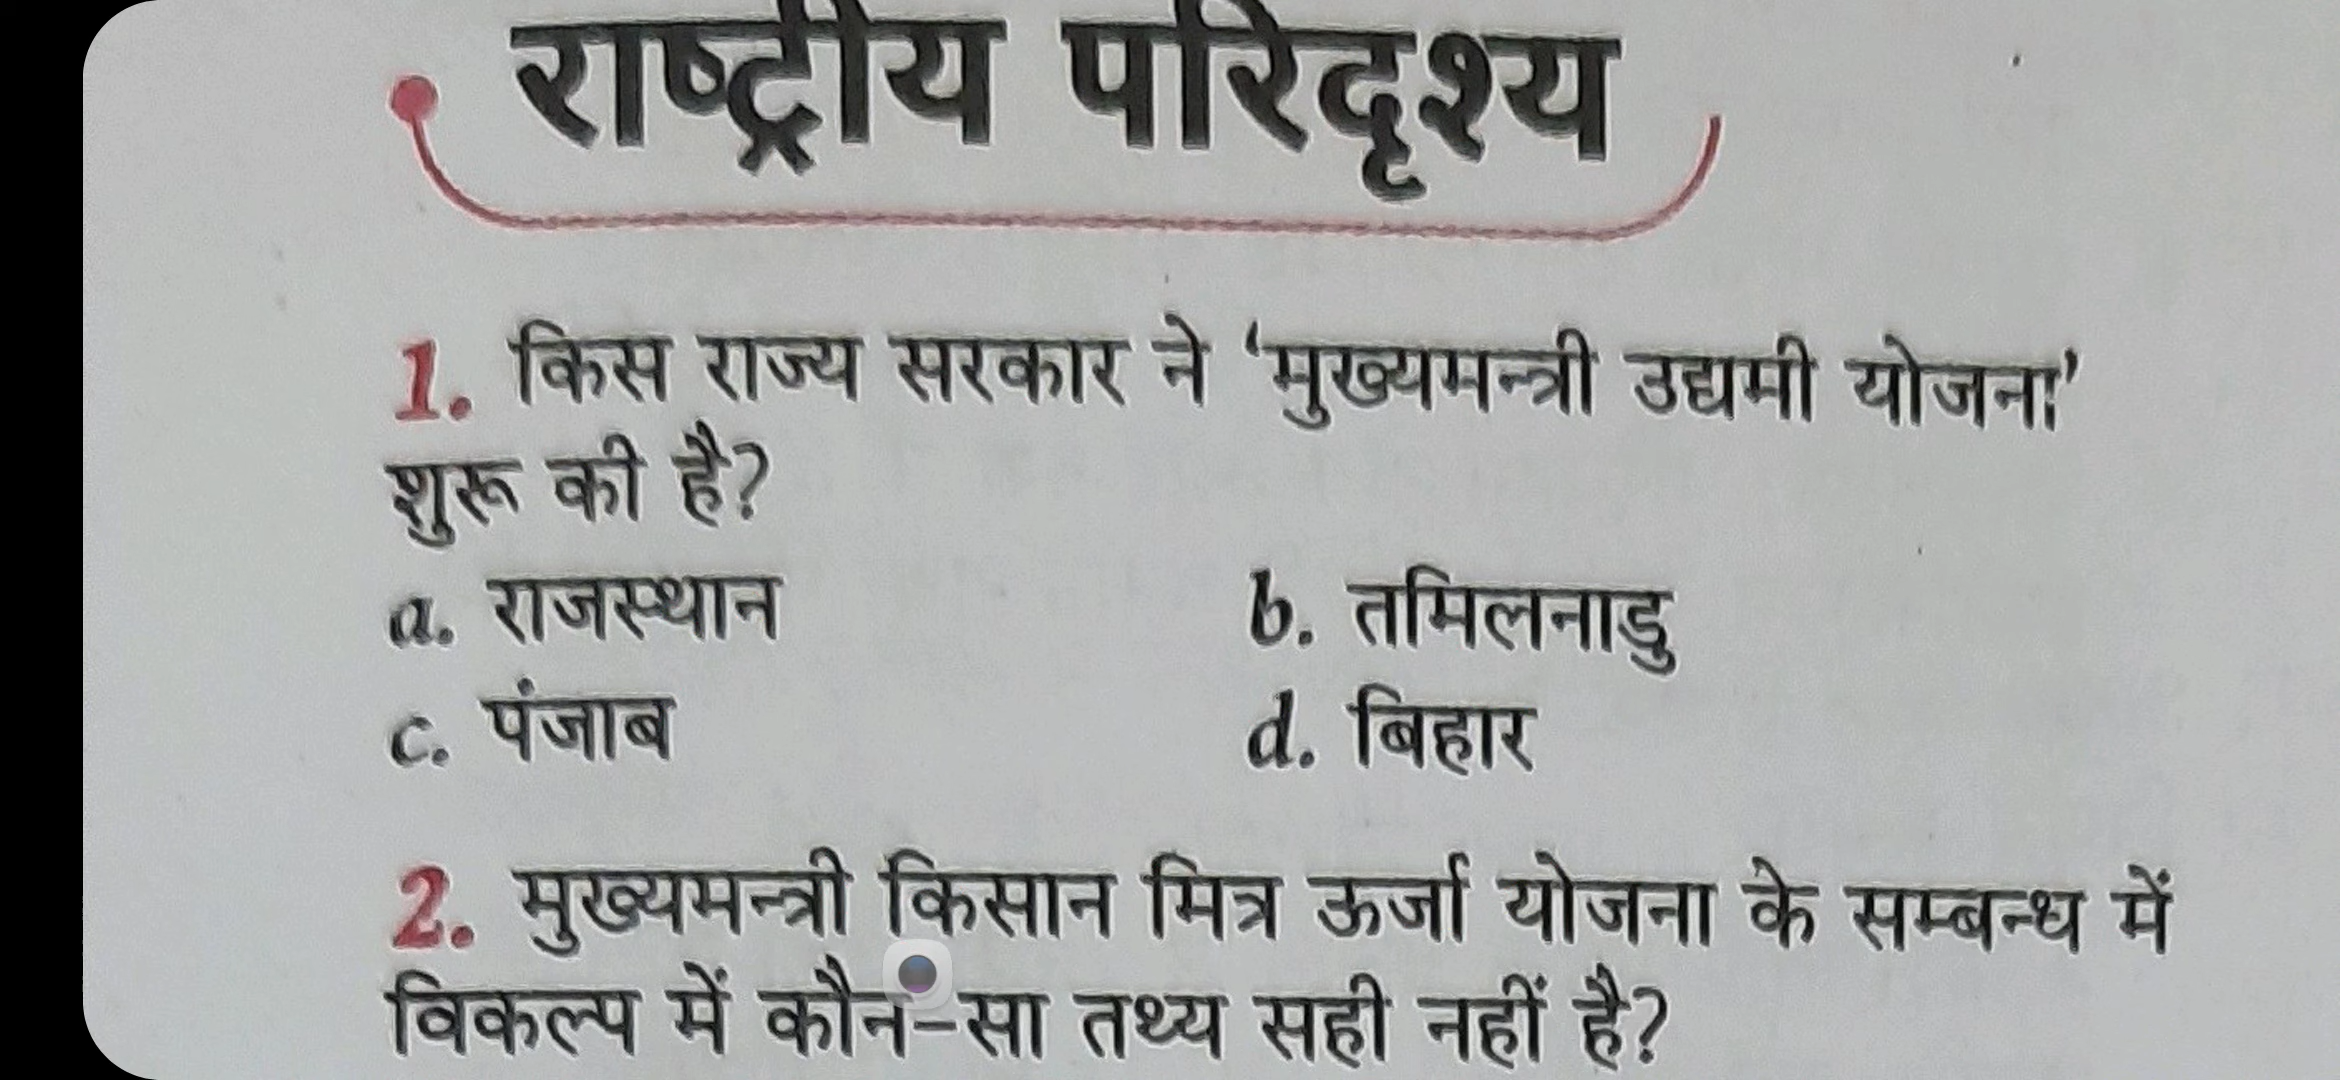 राष्ट्रीय परिदृश्य
1. किस राज्य सरकार ने ‘मुख्यमन्त्री उद्यमी योजना’
शुरू की है?
a. राजस्थान b. तमिलनाडु
c. पंजाब d. बिहार
2. मुख्यमन्त्री किसान मित्र ऊर्जा योजना के सम्बन्ध में
विकल्प में कौन-सा तथ्य सही नहीं है?